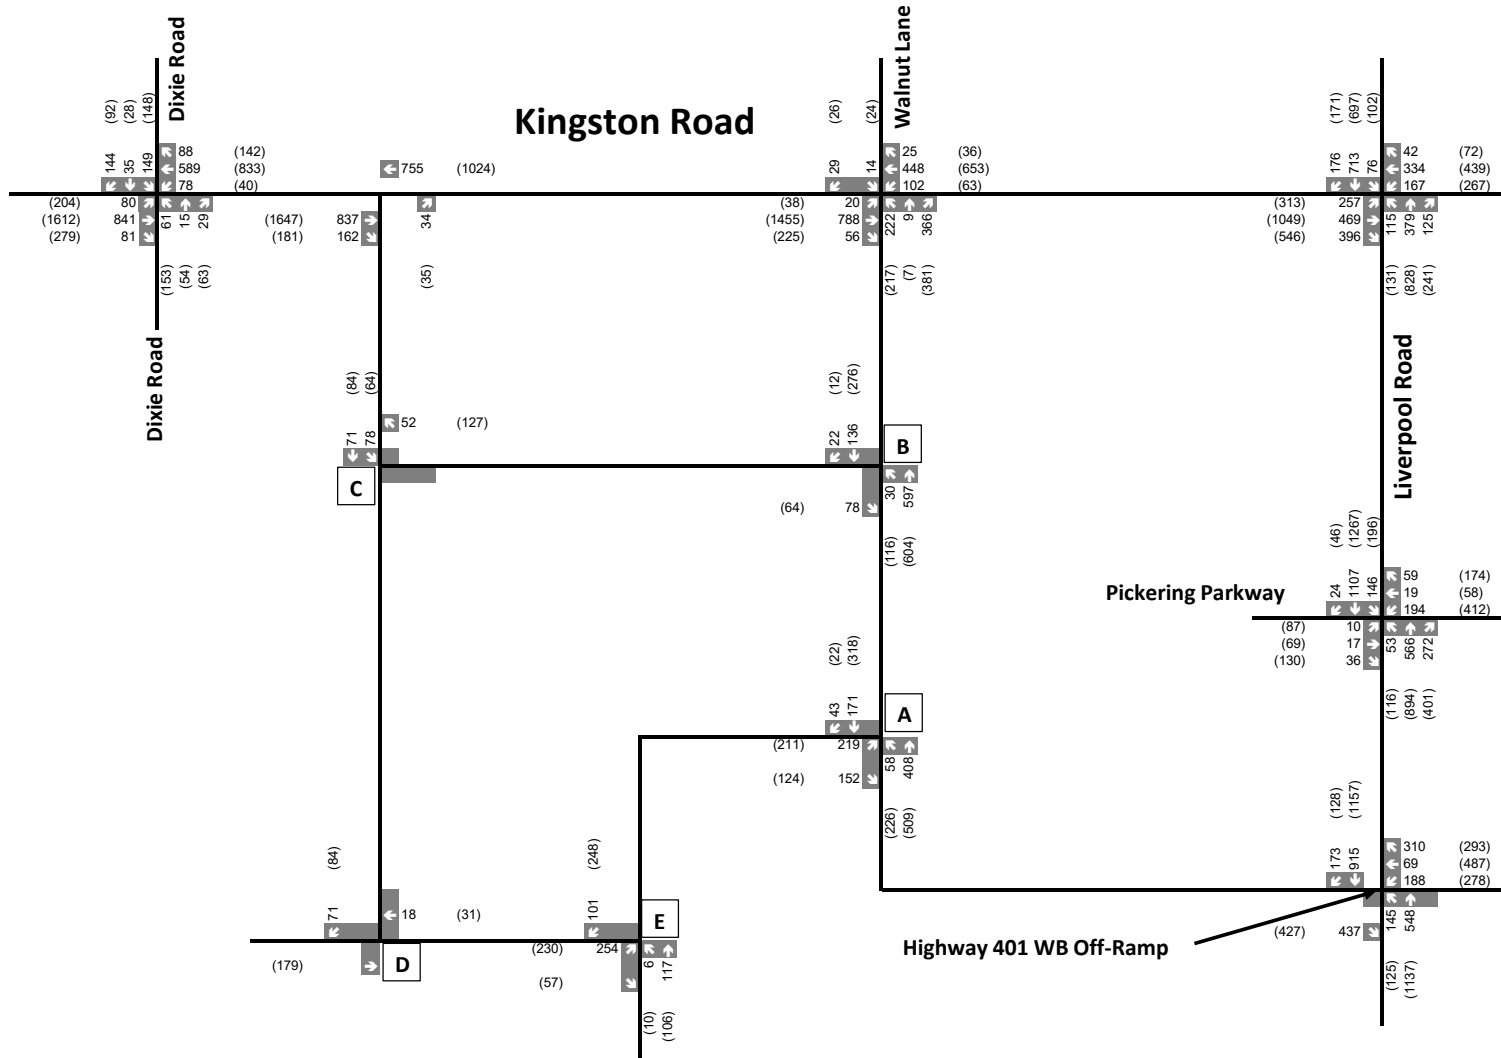 Dixie Road
Kingston Road
Walnut Lane
(92) (28) (148)
(26) (24)
(171) (697) (102)
144 35 149
88 (142)
589 (833)
78 (40)
755 (1024)
29 14
25 (36)
448 (653)
102 (63)
176 713 76
42 (72)
334 (439)
167 (267)
(204) 80
(1612) 841
(279) 81
61 15 29
(153) (54) (63)
(1647) 837
(181) 162
34
(35)
(38) 20
(1455) 788
(225) 56
222 9 366
(217) (7) (381)
(313) 257
(1049) 469
(546) 396
115 379 125
(131) (828) (241)
Dixie Road
Liverpool Road
(84) (64)
71 78
52 (127)
C
(12) (276)
22 136
B
(64) 78
30 597
(116) (604)
Pickering Parkway
(46) (1267) (196)
24 1107 146
59 (174)
19 (58)
194 (412)
(87) 10
(69) 17
(130) 36
53 566 272
(116) (894) (401)
(22) (318)
43 171
A
(211) 219
(124) 152
58 408
(226) (509)
(128) (1157)
173 915
310 (293)
69 (487)
188 (278)
(427) 437
145 548
(125) (1137)
Highway 401 WB Off-Ramp
(84)
71
18 (31)
(179)
D
(248)
101
E
(230) 254
(57)
6 117
(10) (106)